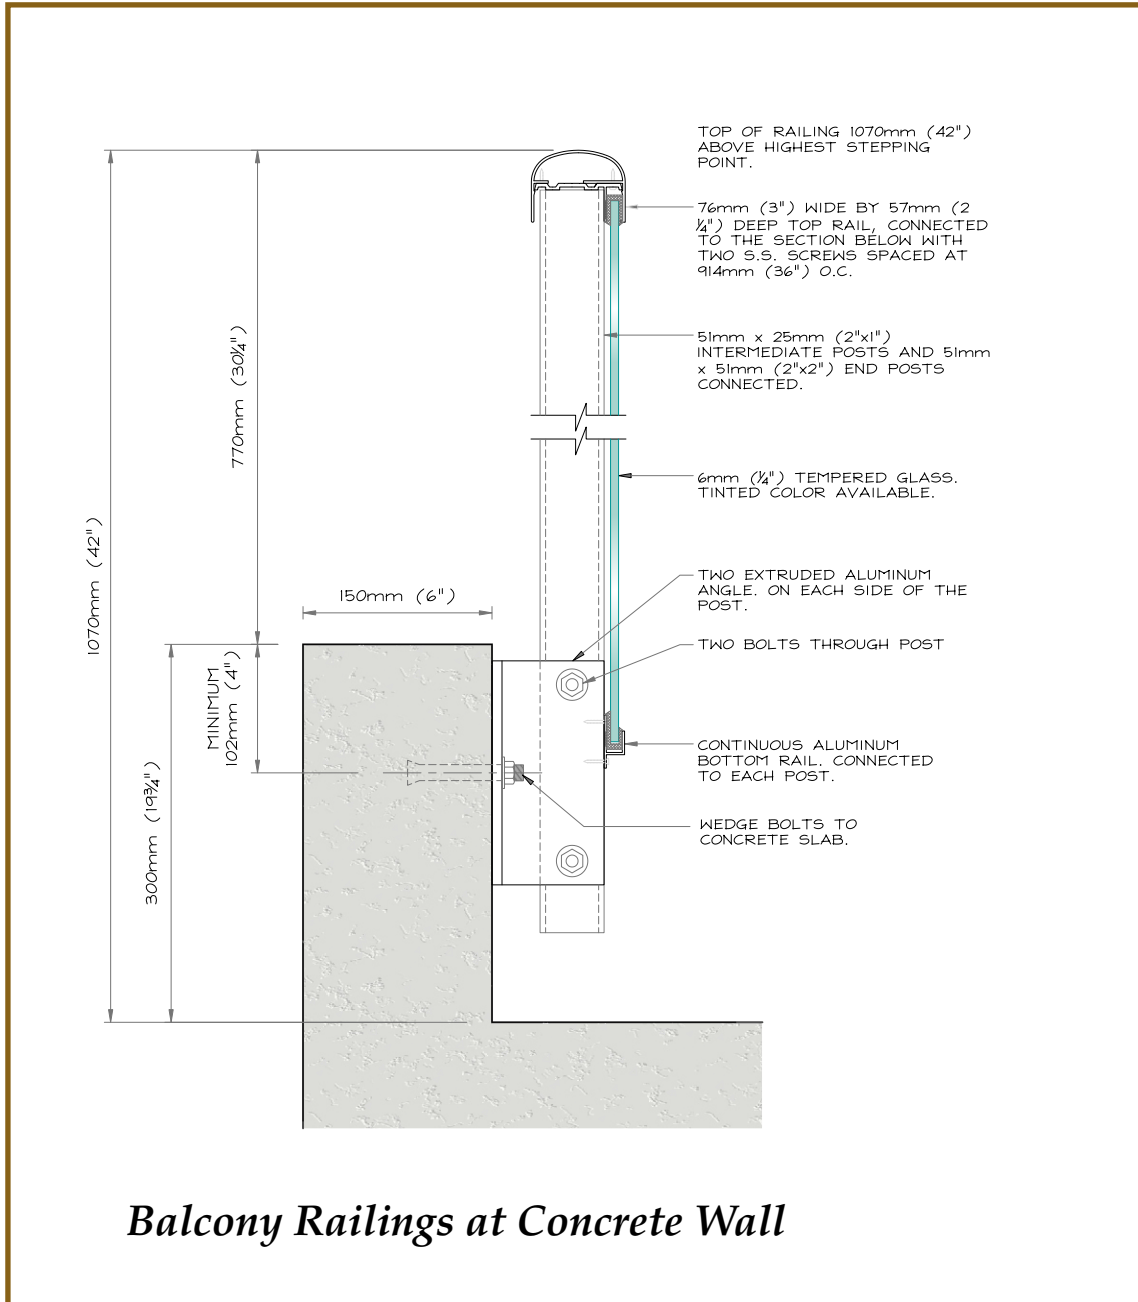 TOP OF RAILING 1070mm (42")
ABOVE HIGHEST STEPPING
POINT.
76mm (3") WIDE BY 57mm (2
¼") DEEP TOP RAIL, CONNECTED
TO THE SECTION BELOW WITH
TWO S.S. SCREWS SPACED AT
914mm (36") O.C.
51mm x 25mm (2"x1")
INTERMEDIATE POSTS AND 51mm
x 51mm (2"x2") END POSTS
CONNECTED.
770mm (30¼")
6mm (¼") TEMPERED GLASS.
TINTED COLOR AVAILABLE.
1070mm (42")
150mm (6")
TWO EXTRUDED ALUMINUM
ANGLE. ON EACH SIDE OF THE
POST.
TWO BOLTS THROUGH POST
MINIMUM
102mm (4")
CONTINUOUS ALUMINUM
BOTTOM RAIL. CONNECTED
TO EACH POST.
300mm (19¾")
WEDGE BOLTS TO
CONCRETE SLAB.
Balcony Railings at Concrete Wall